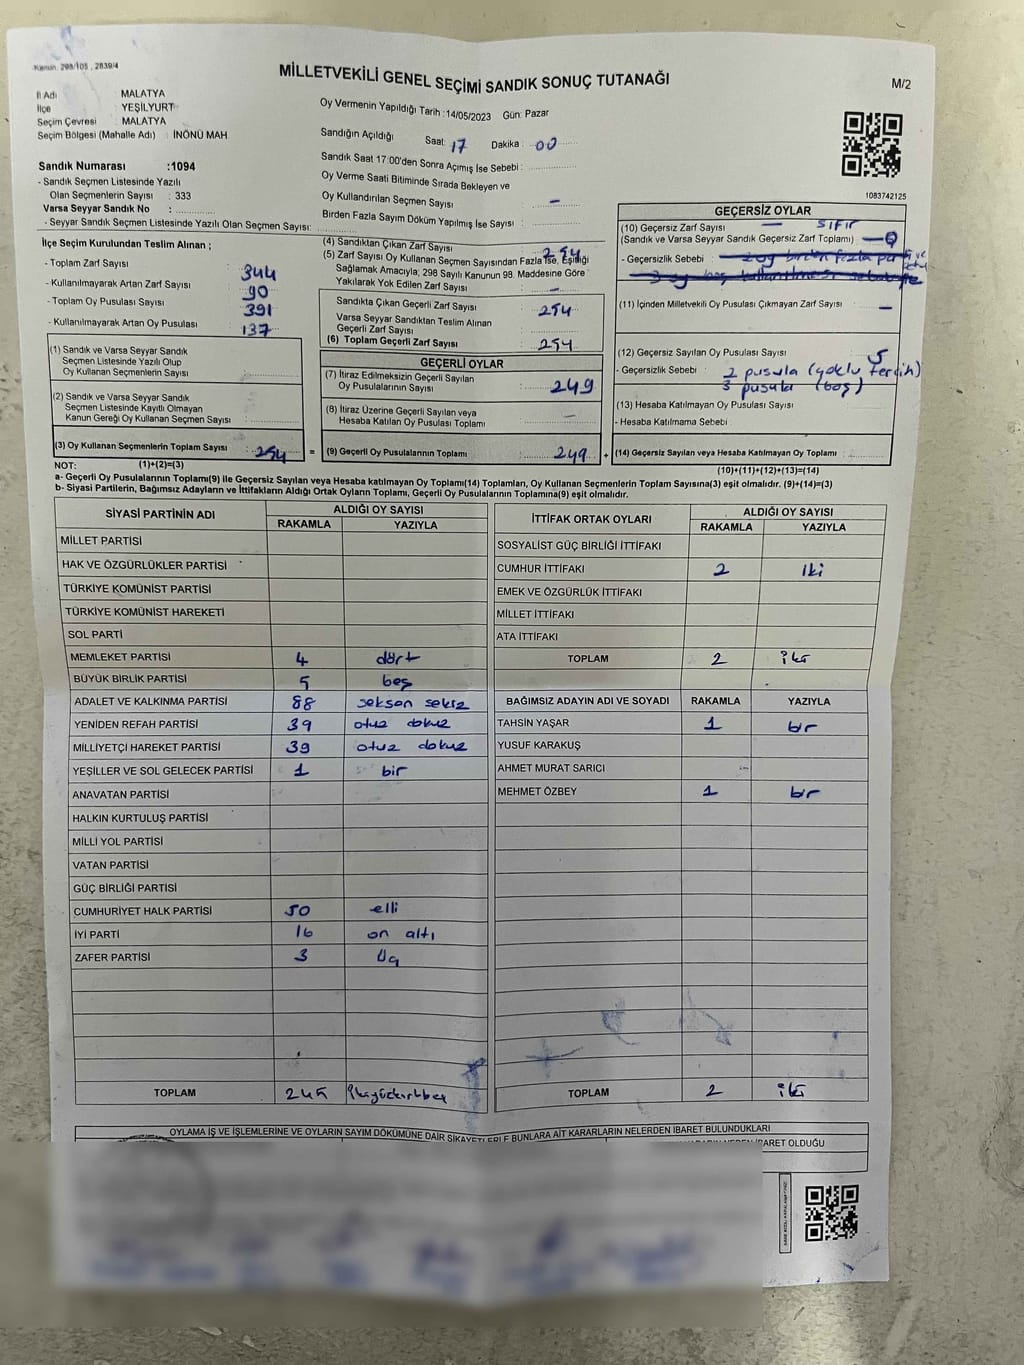 Kanun. 298/105 , 2839/4
MİLLETVEKİLİ GENEL SEÇİMİ SANDIK SONUÇ TUTANAĞI
M/2
İl Adı : MALATYA
İlçe : YEŞİLYURT
Seçim Çevresi : MALATYA
Seçim Bölgesi (Mahalle Adı) : İNÖNÜ MAH
Sandık Numarası :1094
- Sandık Seçmen Listesinde Yazılı
Olan Seçmenlerin Sayısı : 333
Varsa Seyyar Sandık No :
- Seyyar Sandık Seçmen Listesinde Yazılı Olan Seçmen Sayısı:
Oy Vermenin Yapıldığı Tarih :14/05/2023 Gün: Pazar
Sandığın Açıldığı Saat: 17 Dakika : 00
Sandık Saat 17:00'den Sonra Açılmış İse Sebebi :
Oy Verme Saati Bitiminde Sırada Bekleyen ve
Oy Kullandırılan Seçmen Sayısı : -
Birden Fazla Sayım Döküm Yapılmış İse Sayısı :
1083742125
İlçe Seçim Kurulundan Teslim Alınan ;
- Toplam Zarf Sayısı : 344
- Kullanılmayarak Artan Zarf Sayısı : 90
- Toplam Oy Pusulası Sayısı : 391
- Kullanılmayarak Artan Oy Pusulası : 137
(1) Sandık ve Varsa Seyyar Sandık
Seçmen Listesinde Yazılı Olup
Oy Kullanan Seçmenlerin Sayısı :
(2) Sandık ve Varsa Seyyar Sandık
Seçmen Listesinde Kayıtlı Olmayan
Kanun Gereği Oy Kullanan Seçmen Sayısı :
(3) Oy Kullanan Seçmenlerin Toplam Sayısı : 254 =
(4) Sandıktan Çıkan Zarf Sayısı : 254
(5) Zarf Sayısı Oy Kullanan Seçmen Sayısından Fazla İse, Eşitliği
Sağlamak Amacıyla; 298 Sayılı Kanunun 98. Maddesine Göre
Yakılarak Yok Edilen Zarf Sayısı : -
Sandıkta Çıkan Geçerli Zarf Sayısı : 254
Varsa Seyyar Sandıktan Teslim Alınan
Geçerli Zarf Sayısı :
(6) Toplam Geçerli Zarf Sayısı : 254
GEÇERLİ OYLAR
(7) İtiraz Edilmeksizin Geçerli Sayılan
Oy Pusulalarının Sayısı : 249
(8) İtiraz Üzerine Geçerli Sayılan veya
Hesaba Katılan Oy Pusulaları Toplamı : -
(9) Geçerli Oy Pusulalarının Toplamı : 249 +
GEÇERSİZ OYLAR
(10) Geçersiz Zarf Sayısı : - sıfır
(Sandık ve Varsa Seyyar Sandık Geçersiz Zarf Toplamı) - 0
- Geçersizlik Sebebi : 2 oy birden fazla
3 oy boş kullanılması sebebiyle
(11) İçinden Milletvekili Oy Pusulası Çıkmayan Zarf Sayısı : -
(12) Geçersiz Sayılan Oy Pusulası Sayısı : 5
- Geçersizlik Sebebi : 2 pusula (çoklu tercih)
3 pusula (boş)
(13) Hesaba Katılmayan Oy Pusulası Sayısı :
- Hesaba Katılmama Sebebi :
(14) Geçersiz Sayılan veya Hesaba Katılmayan Oy Toplamı :
NOT: (1)+(2)=(3) (10)+(11)+(12)+(13)=(14)
a- Geçerli Oy Pusulalarının Toplamı(9) ile Geçersiz Sayılan veya Hesaba katılmayan Oy Toplamı(14) Toplamları, Oy Kullanan Seçmenlerin Toplam Sayısına(3) eşit olmalıdır. (9)+(14)=(3)
b- Siyasi Partilerin, Bağımsız Adayların ve İttifakların Aldığı Ortak Oyların Toplamı, Geçerli Oy Pusulalarının Toplamına(9) eşit olmalıdır.
SİYASİ PARTİNİN ADI ALDIĞI OY SAYISI
RAKAMLA YAZIYLA
MİLLET PARTİSİ
HAK VE ÖZGÜRLÜKLER PARTİSİ
TÜRKİYE KOMÜNİST PARTİSİ
TÜRKİYE KOMÜNİST HAREKETİ
SOL PARTİ
MEMLEKET PARTİSİ 4 dört
BÜYÜK BİRLİK PARTİSİ 5 beş
ADALET VE KALKINMA PARTİSİ 88 seksen sekiz
YENİDEN REFAH PARTİSİ 39 otuz dokuz
MİLLİYETÇİ HAREKET PARTİSİ 39 otuz dokuz
YEŞİLLER VE SOL GELECEK PARTİSİ 1 bir
ANAVATAN PARTİSİ
HALKIN KURTULUŞ PARTİSİ
MİLLİ YOL PARTİSİ
VATAN PARTİSİ
GÜÇ BİRLİĞİ PARTİSİ
CUMHURİYET HALK PARTİSİ 50 elli
İYİ PARTİ 16 on altı
ZAFER PARTİSİ 3 üç
TOPLAM 245 ikiyüzkırkbeş
İTTİFAK ORTAK OYLARI ALDIĞI OY SAYISI
RAKAMLA YAZIYLA
SOSYALİST GÜÇ BİRLİĞİ İTTİFAKI
CUMHUR İTTİFAKI 2 iki
EMEK VE ÖZGÜRLÜK İTTİFAKI
MİLLET İTTİFAKI
ATA İTTİFAKI
TOPLAM 2 iki
BAĞIMSIZ ADAYIN ADI VE SOYADI RAKAMLA YAZIYLA
TAHSİN YAŞAR 1 bir
YUSUF KARAKUŞ
AHMET MURAT SARICI
MEHMET ÖZBEY 1 bir
TOPLAM 2 iki
OYLAMA İŞ VE İŞLEMLERİNE VE OYLARIN SAYIM DÖKÜMÜNE DAİR ŞİKAYETLERLE BUNLARA AİT KARARLARIN NELERDEN İBARET BULUNDUKLARI
İBARET OLDUĞU